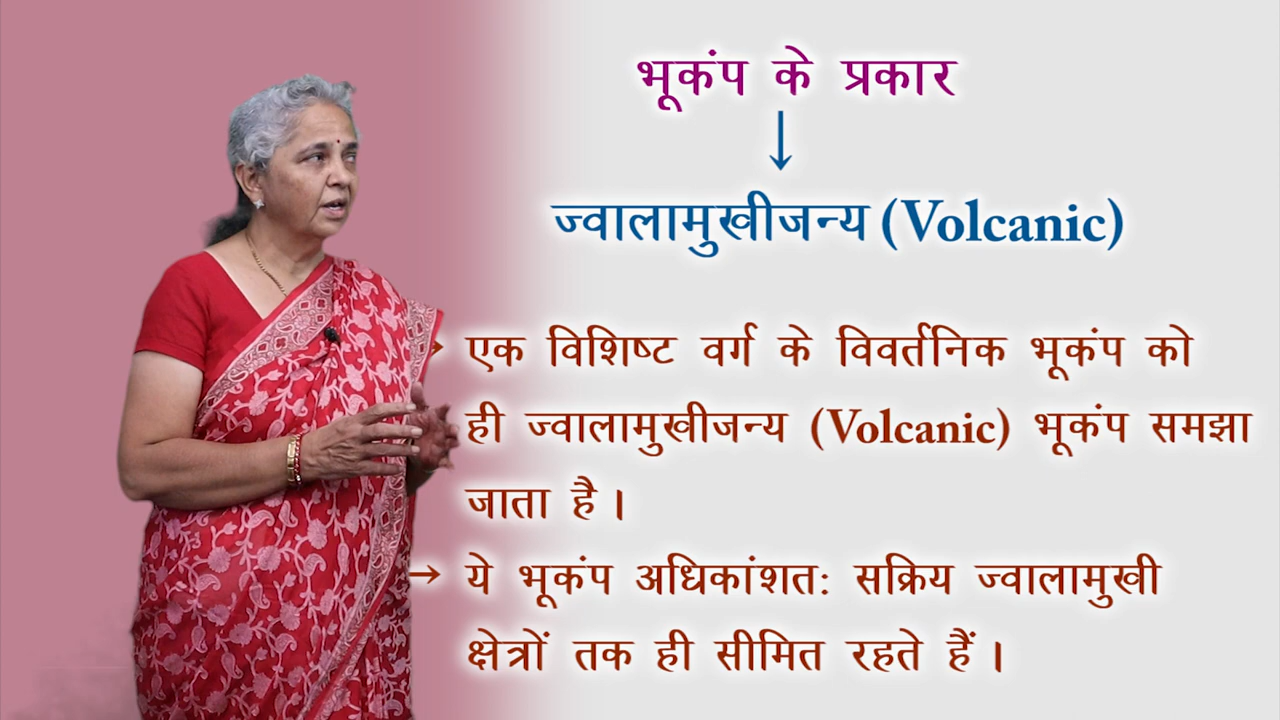 भूकंप के प्रकार
↓
ज्वालामुखीजन्य (Volcanic)
→ एक विशिष्ट वर्ग के विवर्तनिक भूकंप को
ही ज्वालामुखीजन्य (Volcanic) भूकंप समझा
जाता है।
→ ये भूकंप अधिकांशतः सक्रिय ज्वालामुखी
क्षेत्रों तक ही सीमित रहते हैं।